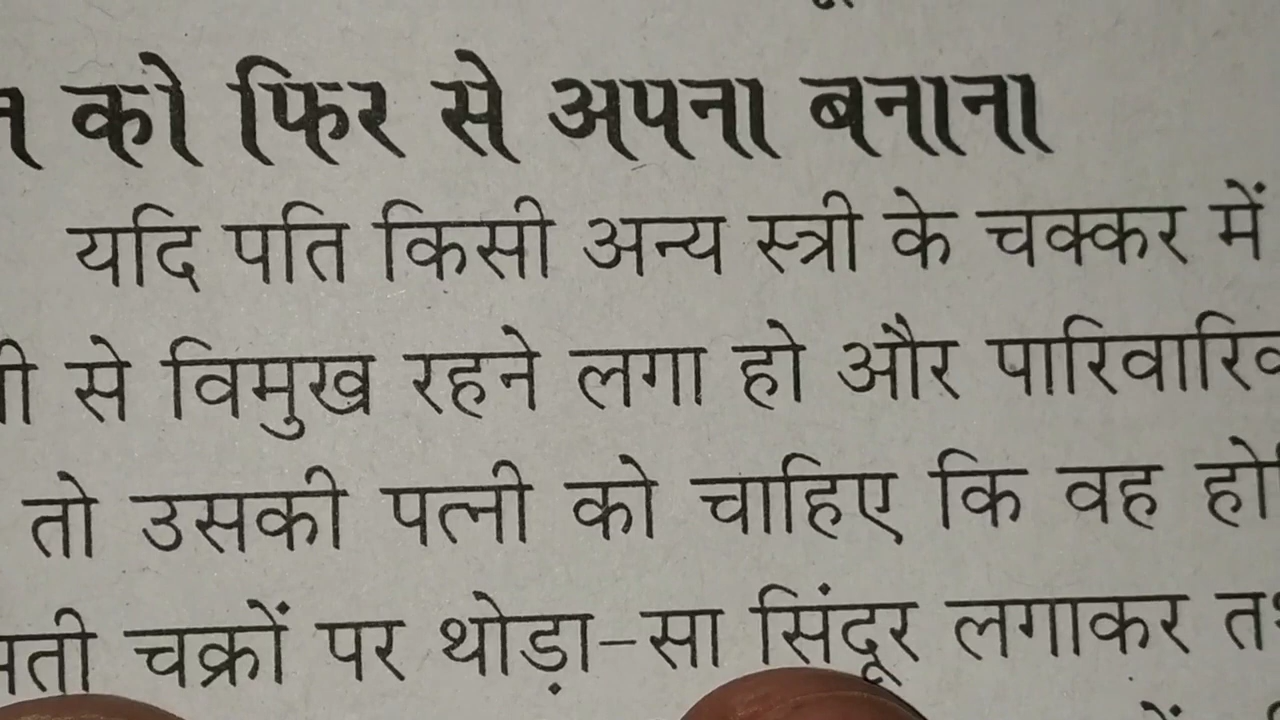 को फिर से अपना बनाना
यदि पति किसी अन्य स्त्री के चक्कर में
से विमुख रहने लगा हो और
तो उसकी पत्नी को चाहिए कि वह
चक्रों पर थोड़ा-सा सिंदूर लगाकर